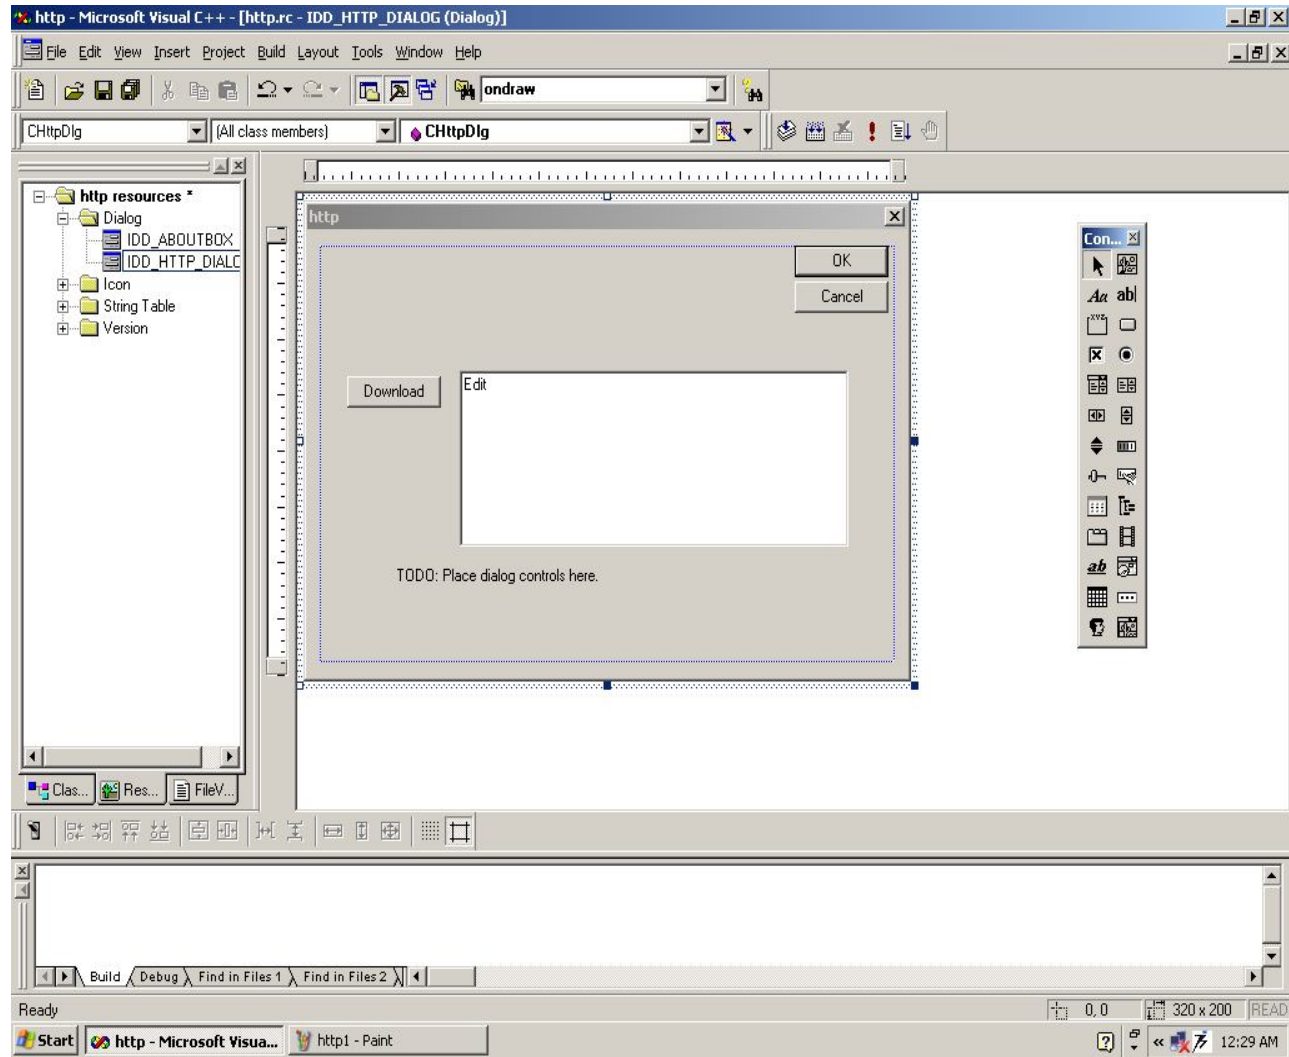 http - Microsoft Visual C++ - [http.rc - IDD_HTTP_DIALOG (Dialog)]
File Edit View Insert Project Build Layout Tools Window Help
ondraw
CHttpDlg (All class members) CHttpDlg
http resources *
Dialog
IDD_ABOUTBOX
IDD_HTTP_DIALO
Icon
String Table
Version
Clas... Res... FileV...
http
OK
Cancel
Download
Edit
TODO: Place dialog controls here.
Con...
Aa ab|
XYZ
ab
Build Debug Find in Files 1 Find in Files 2
Ready 0, 0 320 x 200 READ
Start http - Microsoft Visua... http1 - Paint 12:29 AM